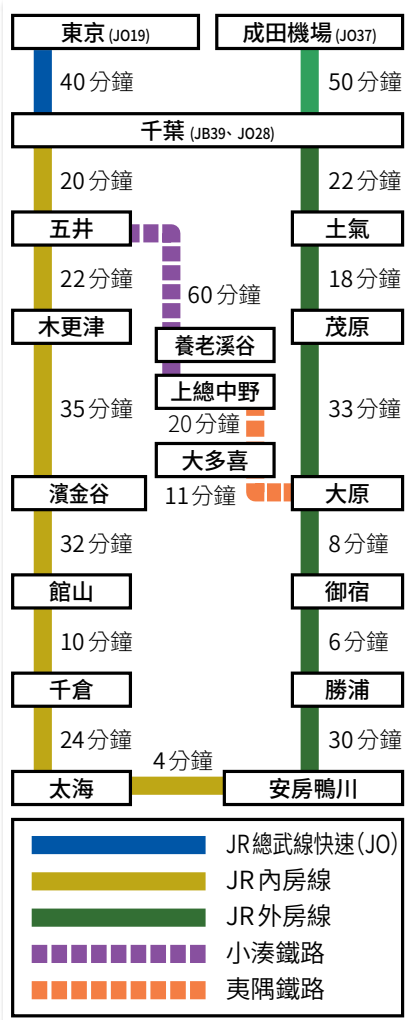 東京 (JO19)
成田機場 (JO37)
40分鐘
50分鐘
千葉 (JB39、JO28)
20分鐘
22分鐘
五井
土氣
22分鐘
60分鐘
18分鐘
木更津
養老溪谷
茂原
上總中野
35分鐘
20分鐘
33分鐘
大多喜
濱金谷
11分鐘
大原
32分鐘
8分鐘
館山
御宿
10分鐘
6分鐘
千倉
勝浦
24分鐘
4分鐘
30分鐘
太海
安房鴨川
JR總武線快速(JO)
JR內房線
JR外房線
小湊鐵路
夷隅鐵路